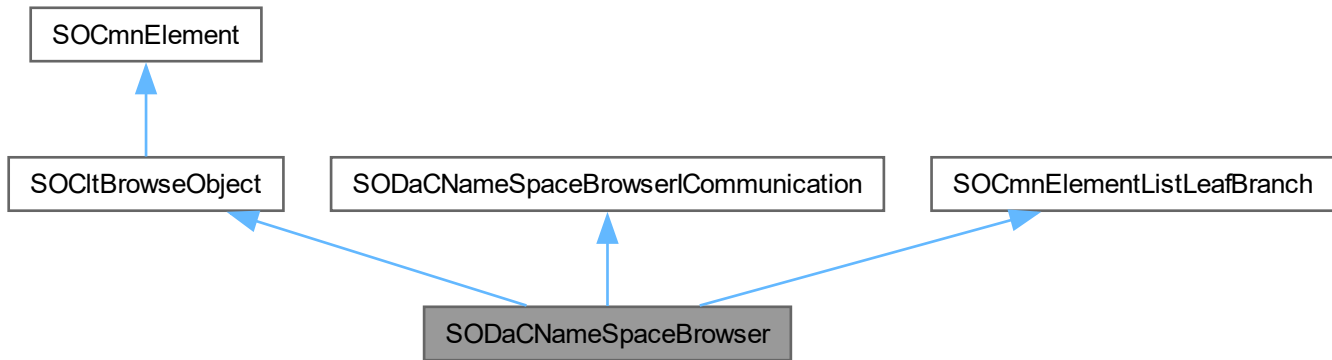 SOCmnElement
SOCltBrowseObject
SODaCNameSpaceBrowserICommunication
SOCmnElementListLeafBranch
SODaCNameSpaceBrowser